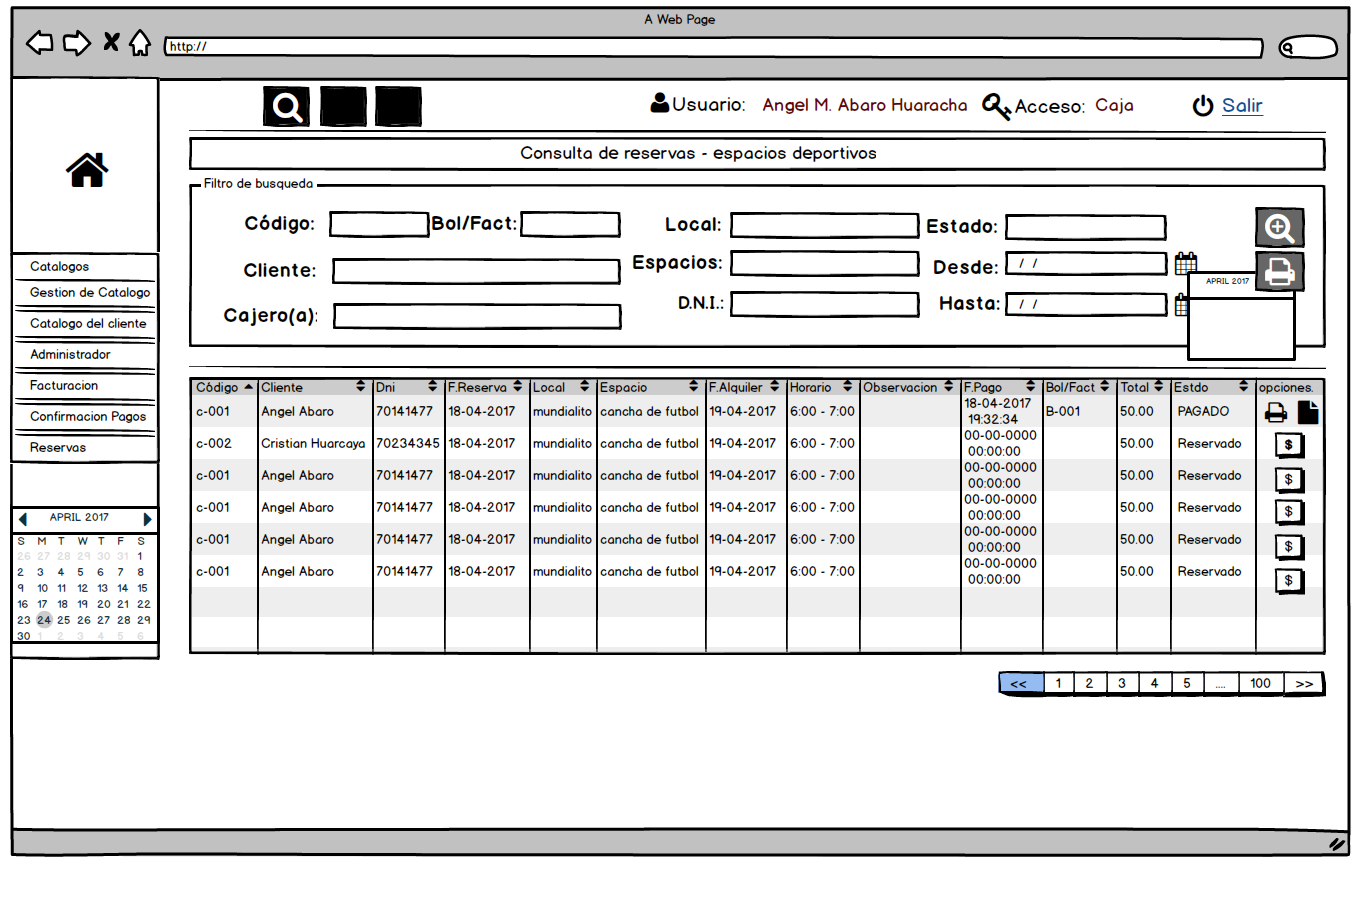 A Web Page
http://
Usuario: Angel M. Abaro Huaracha Acceso: Caja Salir
Consulta de reservas - espacios deportivos
Filtro de busqueda
Código: Bol/Fact: Local: Estado:
Cliente: Espacios: Desde: / /
Cajero(a): D.N.I.: Hasta: / /
APRIL 2017
Catalogos
Gestion de Catalogo
Catalogo del cliente
Administrador
Facturacion
Confirmacion Pagos
Reservas
APRIL 2017
S M T W T F S
26 27 28 29 30 31 1
2 3 4 5 6 7 8
9 10 11 12 13 14 15
16 17 18 19 20 21 22
23 24 25 26 27 28 29
30 1 2 3 4 5 6
Código Cliente Dni F.Reserva Local Espacio F.Alquiler Horario Observacion F.Pago Bol/Fact Total Estdo opciones.
c-001 Angel Abaro 70141477 18-04-2017 mundialito cancha de futbol 19-04-2017 6:00 - 7:00 18-04-2017 19:32:34 B-001 50.00 PAGADO
c-002 Cristian Huarcaya 70234345 18-04-2017 mundialito cancha de futbol 19-04-2017 6:00 - 7:00 00-00-0000 00:00:00 50.00 Reservado $
c-001 Angel Abaro 70141477 18-04-2017 mundialito cancha de futbol 19-04-2017 6:00 - 7:00 00-00-0000 00:00:00 50.00 Reservado $
c-001 Angel Abaro 70141477 18-04-2017 mundialito cancha de futbol 19-04-2017 6:00 - 7:00 00-00-0000 00:00:00 50.00 Reservado $
c-001 Angel Abaro 70141477 18-04-2017 mundialito cancha de futbol 19-04-2017 6:00 - 7:00 00-00-0000 00:00:00 50.00 Reservado $
c-001 Angel Abaro 70141477 18-04-2017 mundialito cancha de futbol 19-04-2017 6:00 - 7:00 00-00-0000 00:00:00 50.00 Reservado $
<< 1 2 3 4 5 .... 100 >>